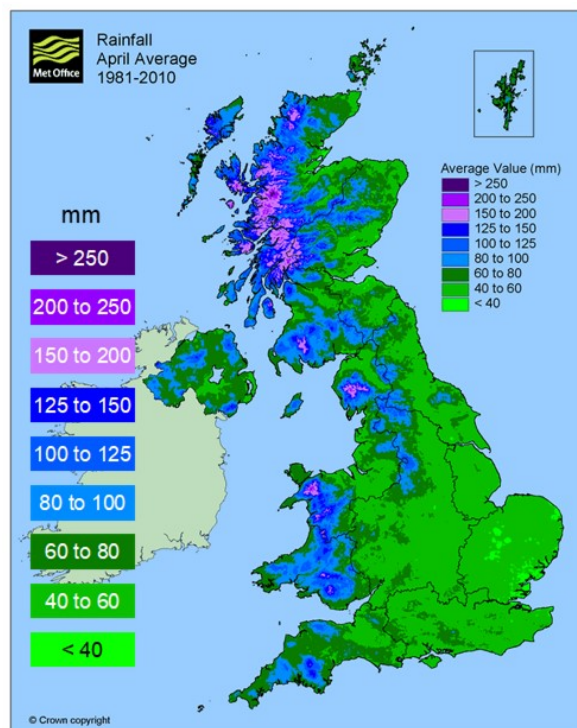 Met Office
Rainfall
April Average
1981-2010
mm
> 250
200 to 250
150 to 200
125 to 150
100 to 125
80 to 100
60 to 80
40 to 60
< 40
Average Value (mm)
> 250
200 to 250
150 to 200
125 to 150
100 to 125
80 to 100
60 to 80
40 to 60
< 40
© Crown copyright